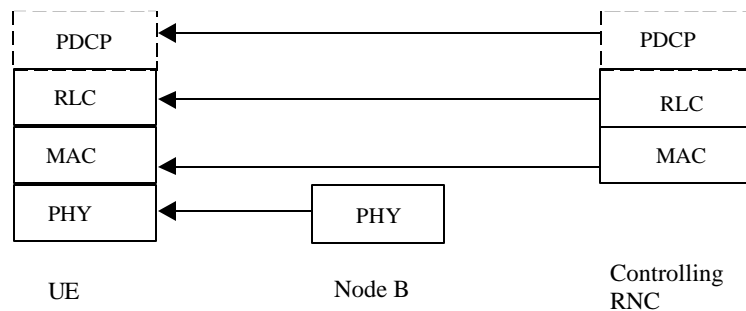 PDCP
PDCP
RLC
RLC
MAC
MAC
PHY
PHY
UE
Node B
Controlling
RNC